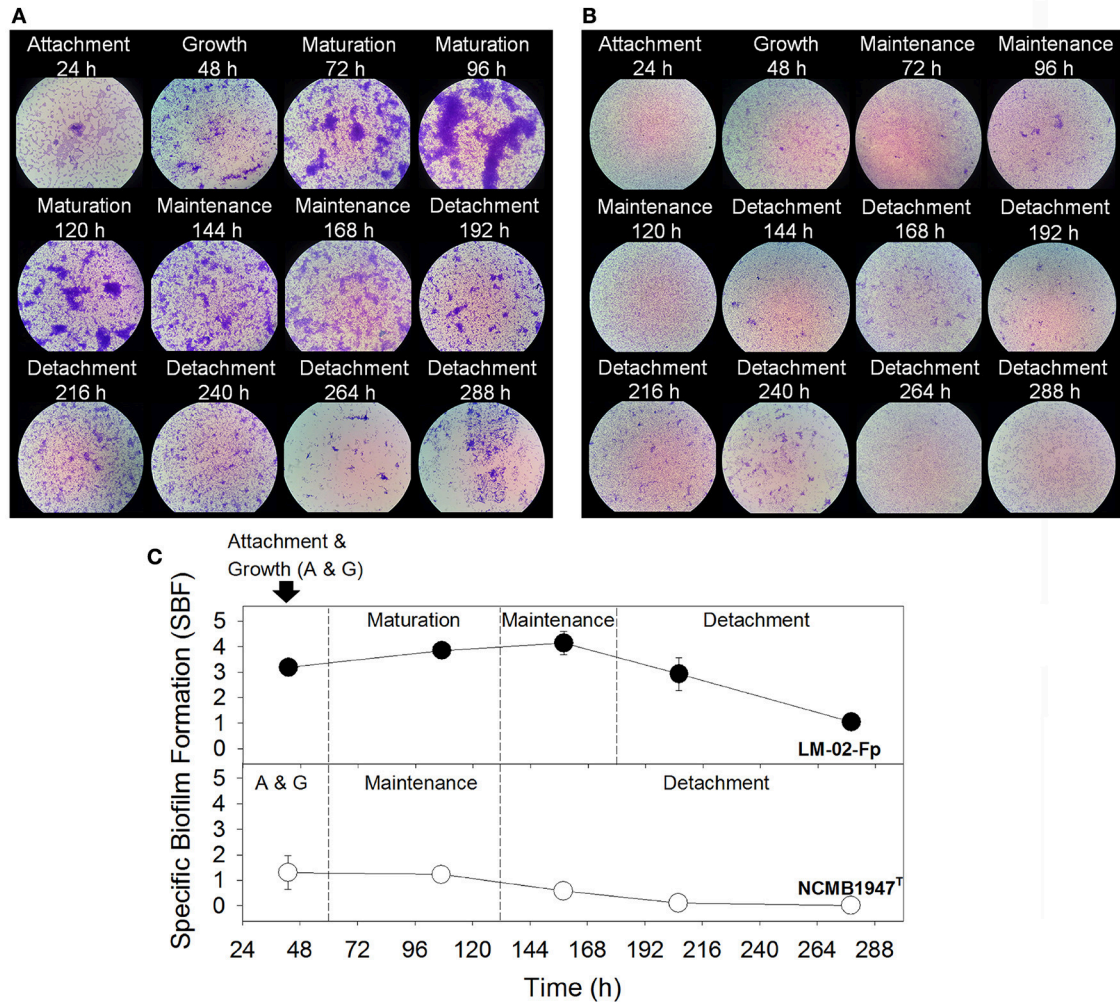 A
Attachment Growth Maturation Maturation
24 h 48 h 72 h 96 h
Maturation Maintenance Maintenance Detachment
120 h 144 h 168 h 192 h
Detachment Detachment Detachment Detachment
216 h 240 h 264 h 288 h
B
Attachment Growth Maintenance Maintenance
24 h 48 h 72 h 96 h
Maintenance Detachment Detachment Detachment
120 h 144 h 168 h 192 h
Detachment Detachment Detachment Detachment
216 h 240 h 264 h 288 h
C
Attachment &
Growth (A & G)
Specific Biofilm Formation (SBF)
Maturation Maintenance Detachment
5
4
3
2
1
0
LM-02-Fp
A & G Maintenance Detachment
5
4
3
2
1
0
NCMB1947ᵀ
24 48 72 96 120 144 168 192 216 240 264 288
Time (h)